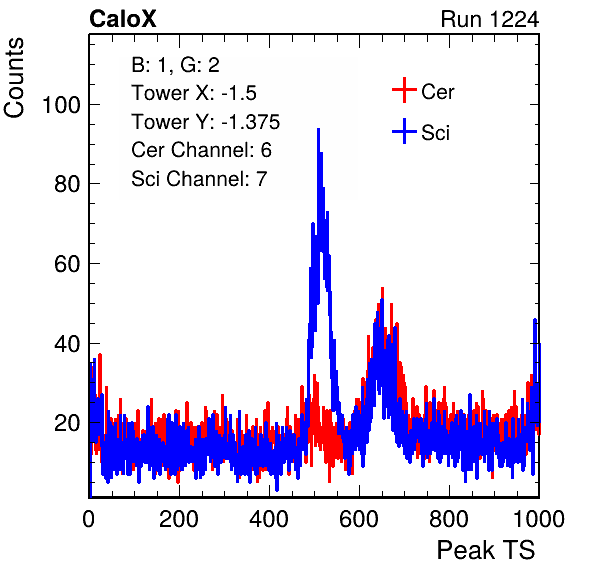 CaloX Run 1224
Counts
B: 1, G: 2
Tower X: -1.5
Tower Y: -1.375
Cer Channel: 6
Sci Channel: 7
Cer
Sci
100
80
60
40
20
0 200 400 600 800 1000
Peak TS